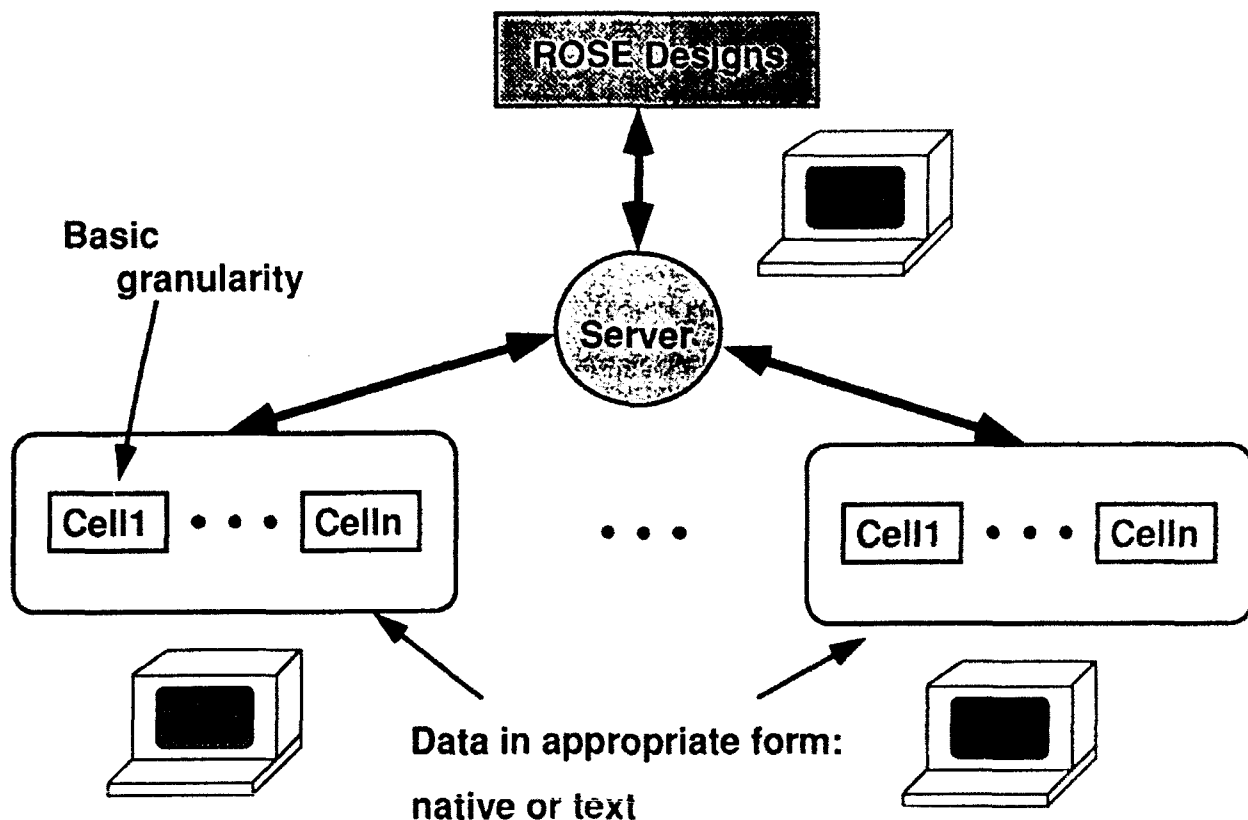 ROSE Designs
Basic
granularity
Server
Cell1 • • • Celln
• • •
Cell1 • • • Celln
Data in appropriate form:
native or text